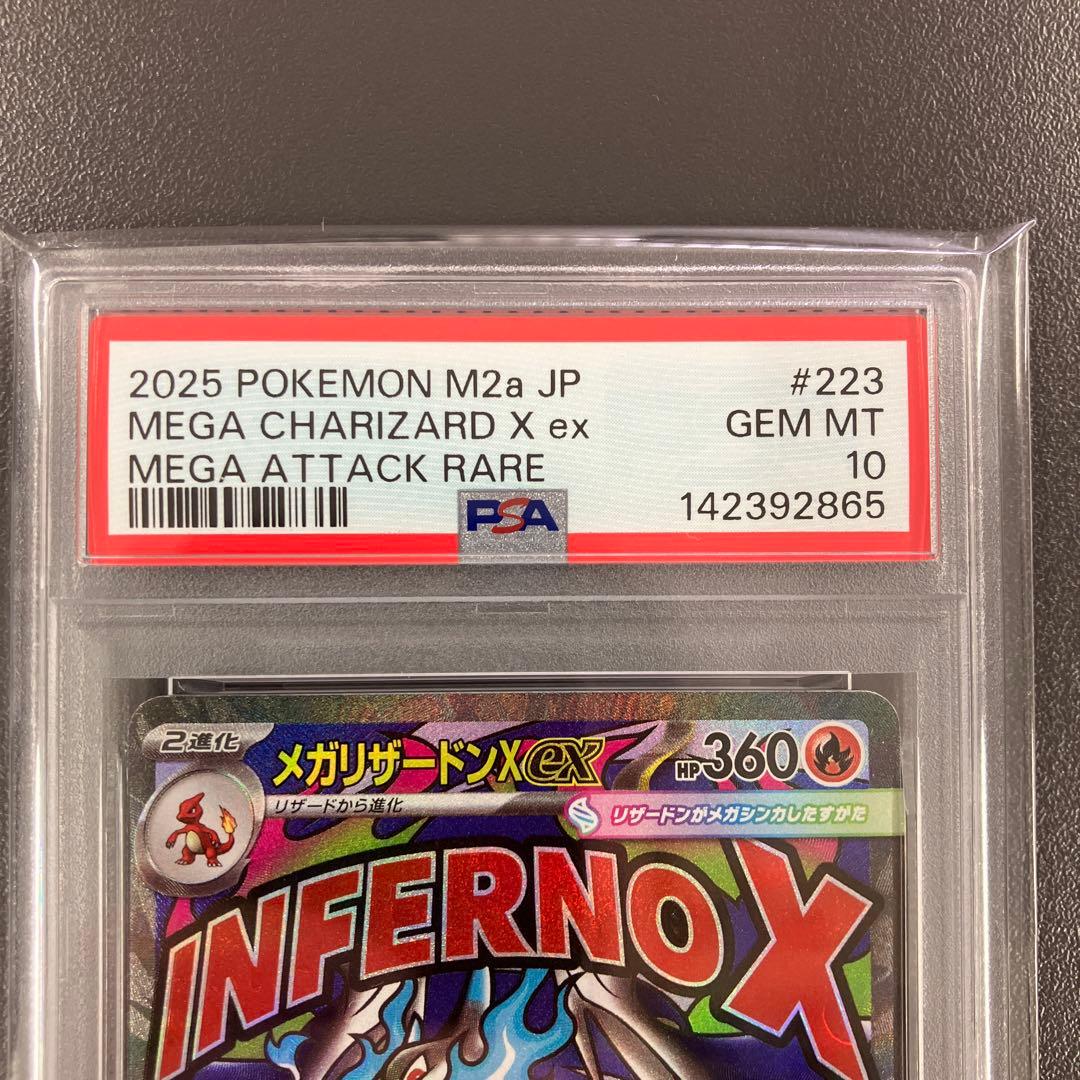 2025 POKEMON M2a JP #223
MEGA CHARIZARD X ex GEM MT
MEGA ATTACK RARE 10
PSA 142392865
2進化 メガリザードンXex HP360
リザードから進化
リザードンがメガシンカしたすがた
INFERNO X